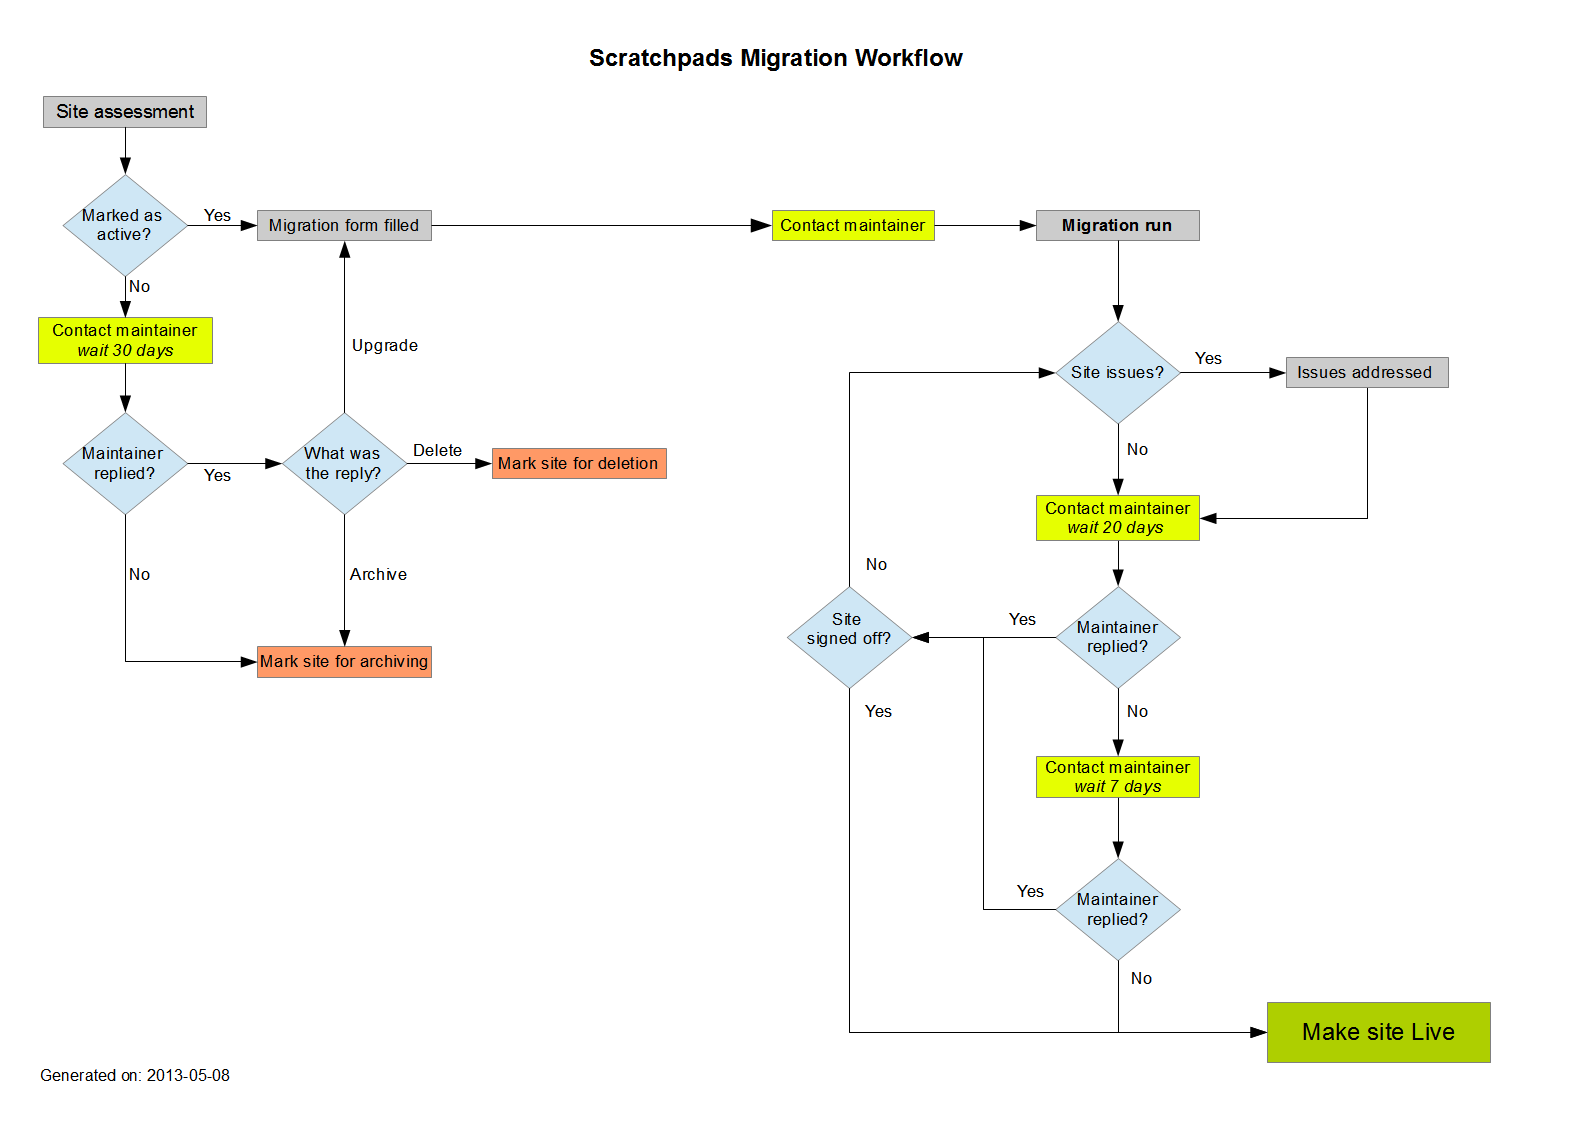 Scratchpads Migration Workflow
Site assessment
Marked as
active?
Yes
Migration form filled
Contact maintainer
Migration run
No
Contact maintainer
wait 30 days
Upgrade
Site issues?
Yes
Issues addressed
Maintainer
replied?
Yes
What was
the reply?
Delete
Mark site for deletion
No
Contact maintainer
wait 20 days
No
Archive
No
Site
signed off?
Yes
Maintainer
replied?
Mark site for archiving
Yes
No
Contact maintainer
wait 7 days
Yes
Maintainer
replied?
No
Make site Live
Generated on: 2013-05-08